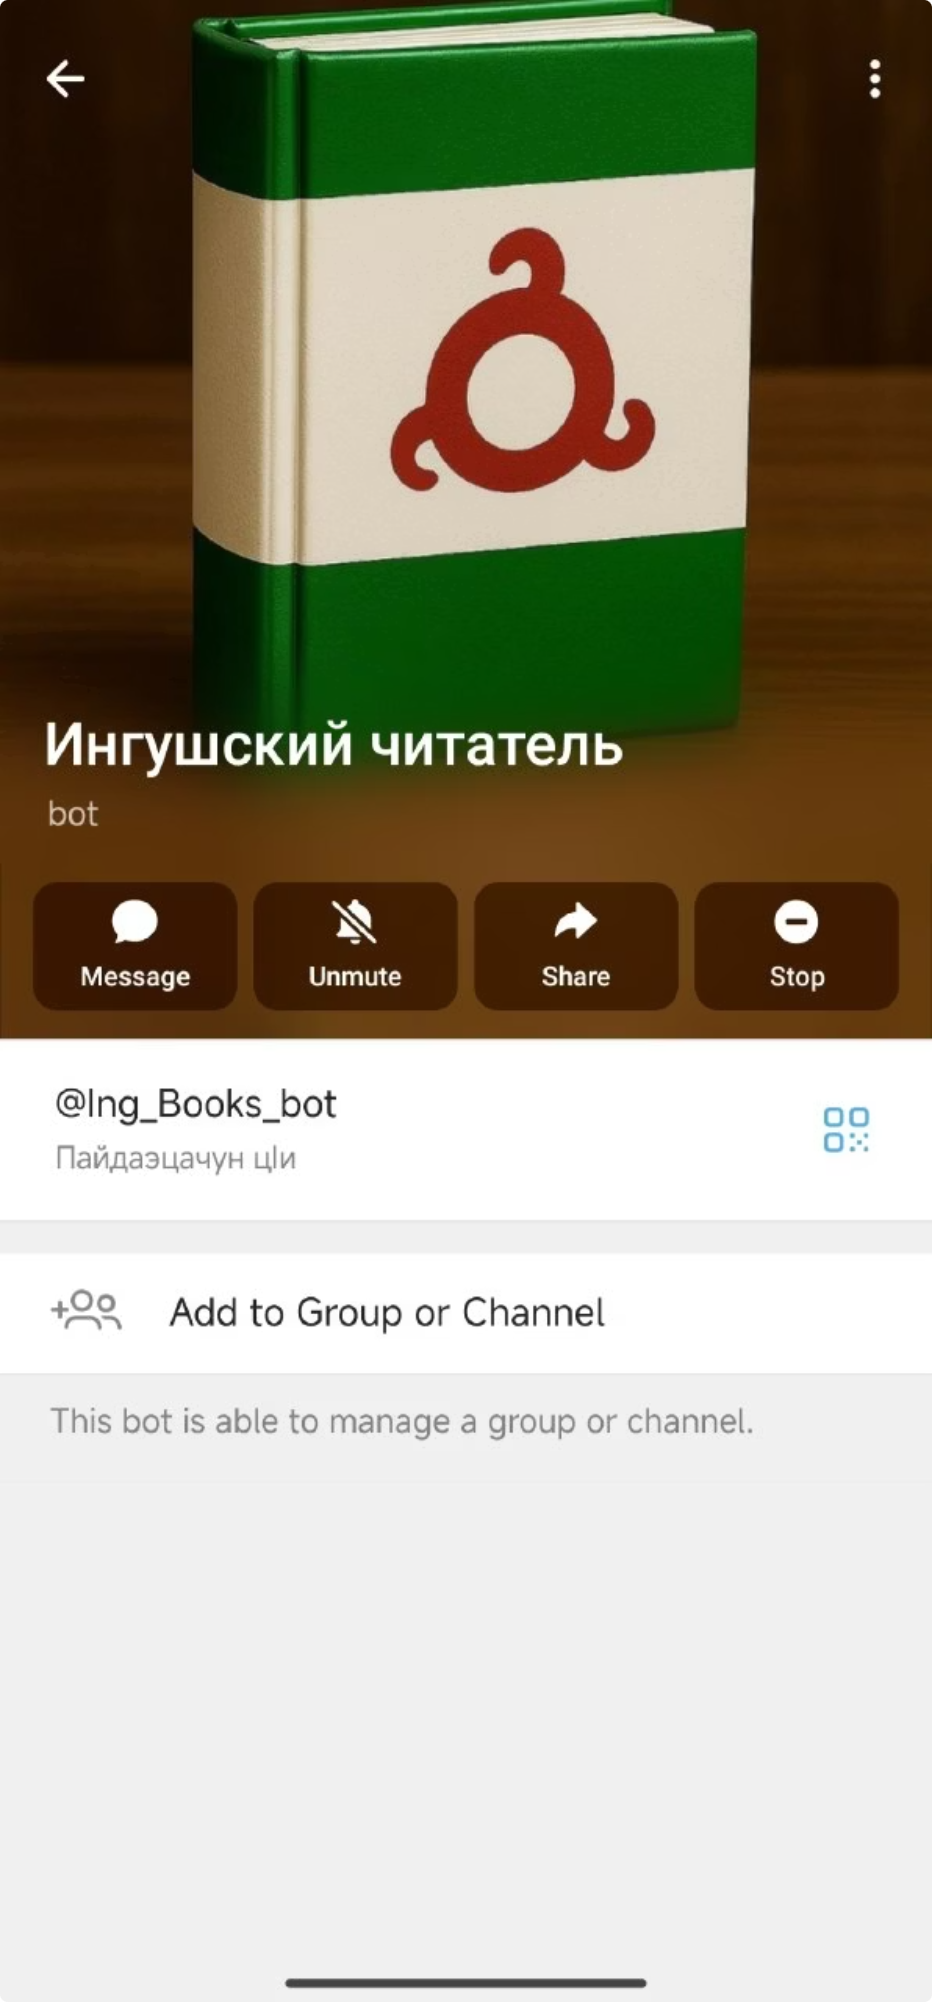 Ингушский читатель
bot
Message
Unmute
Share
Stop
@Ing_Books_bot
Пайдаэцачун цӀи
Add to Group or Channel
This bot is able to manage a group or channel.